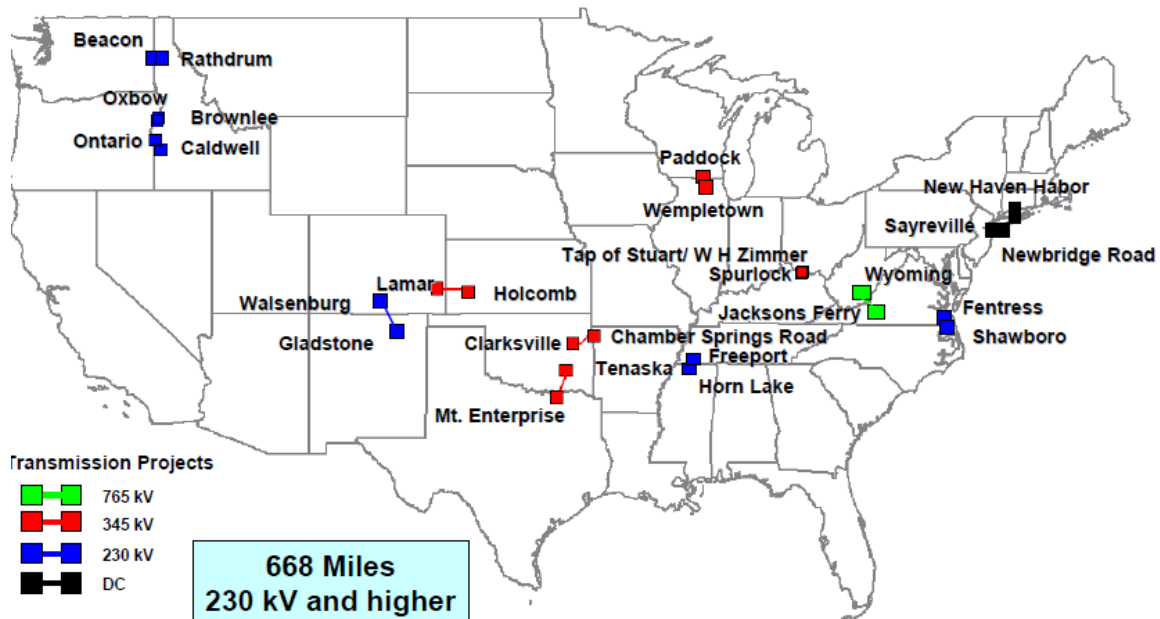 Beacon
Rathdrum
Oxbow
Brownlee
Ontario
Caldwell
Paddock
Wempletown
New Haven Habor
Sayreville
Newbridge Road
Tap of Stuart/ W H Zimmer
Spurlock
Wyoming
Jacksons Ferry
Fentress
Shawboro
Lamar
Holcomb
Walsenburg
Gladstone
Clarksville
Chamber Springs Road
Freeport
Tenaska
Horn Lake
Mt. Enterprise
Transmission Projects
765 kV
345 kV
230 kV
DC
668 Miles
230 kV and higher